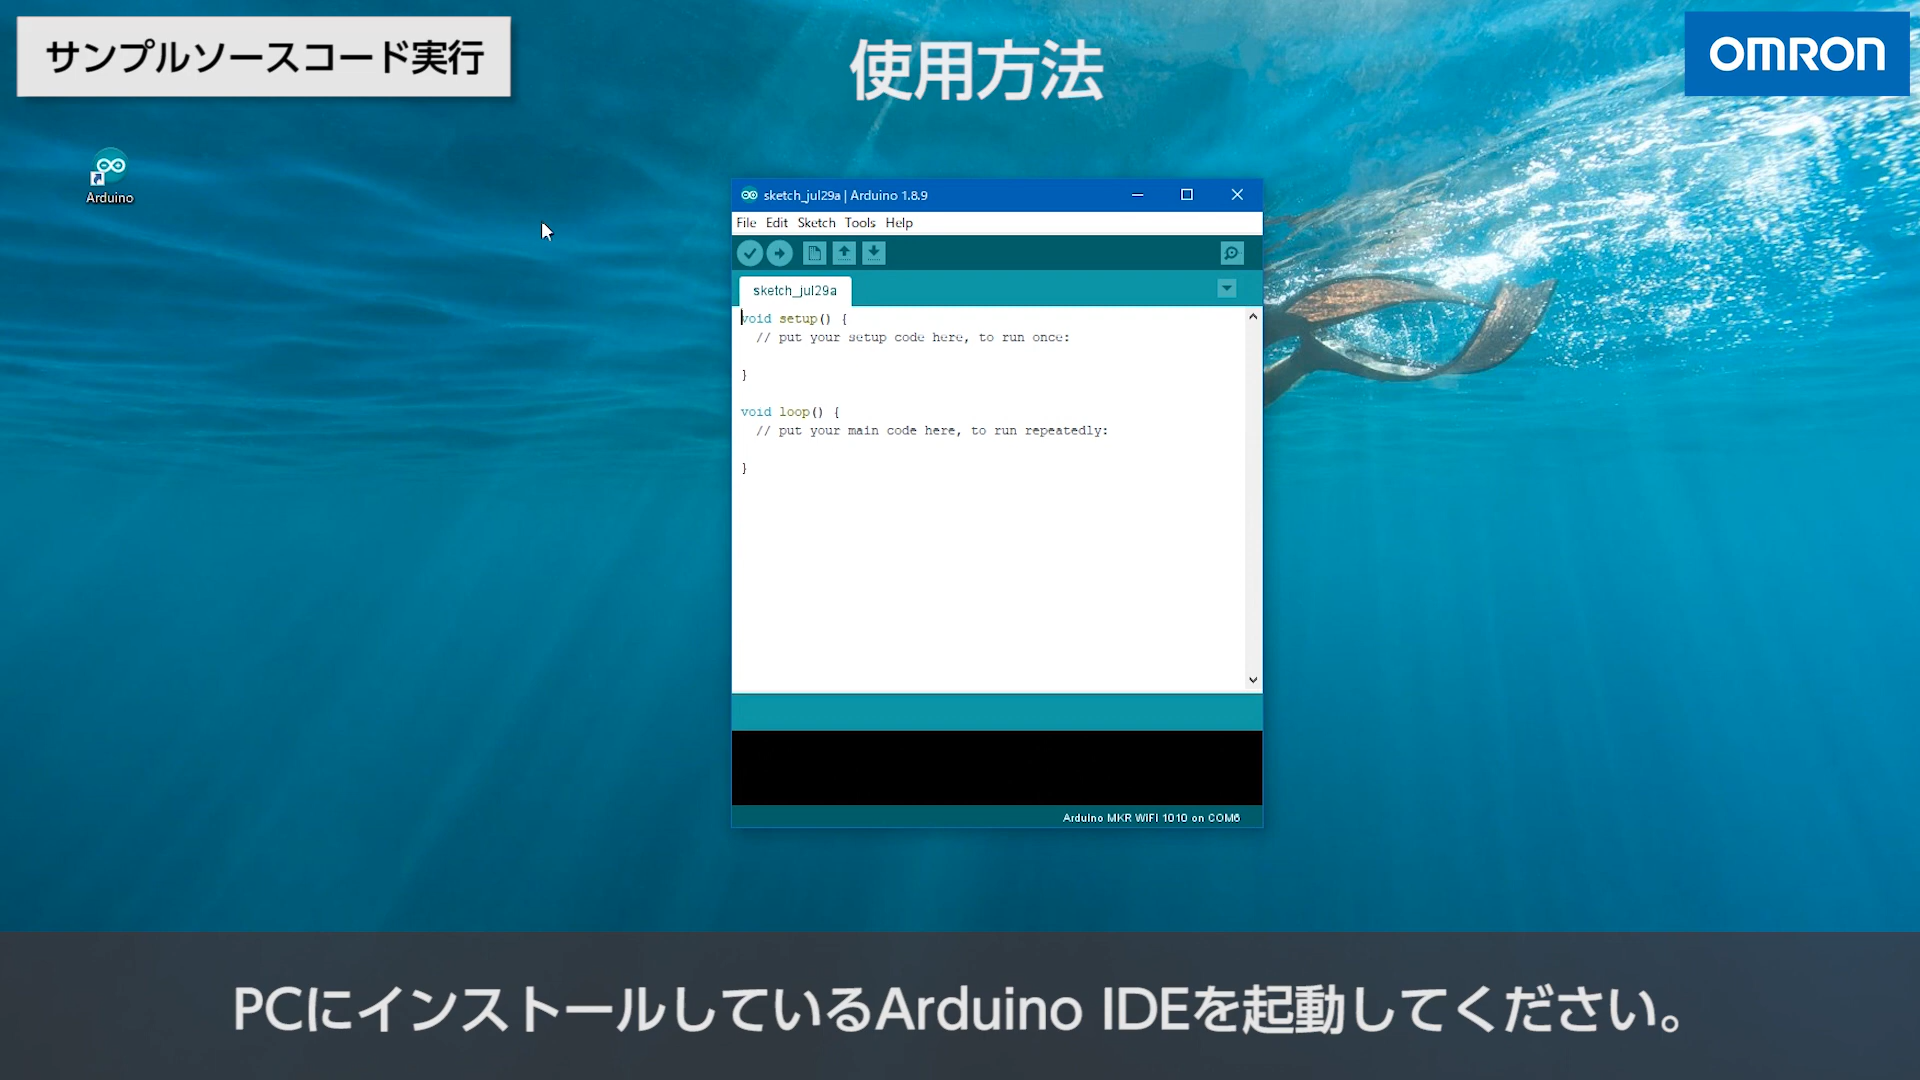 サンプルソースコード実行
使用方法
OMRON
Arduino
sketch_jul29a | Arduino 1.8.9
File Edit Sketch Tools Help
sketch_jul29a
void setup() {
  // put your setup code here, to run once:
}
void loop() {
  // put your main code here, to run repeatedly:
}
Arduino MKR WiFi 1010 on COM6
PCにインストールしているArduino IDEを起動してください。